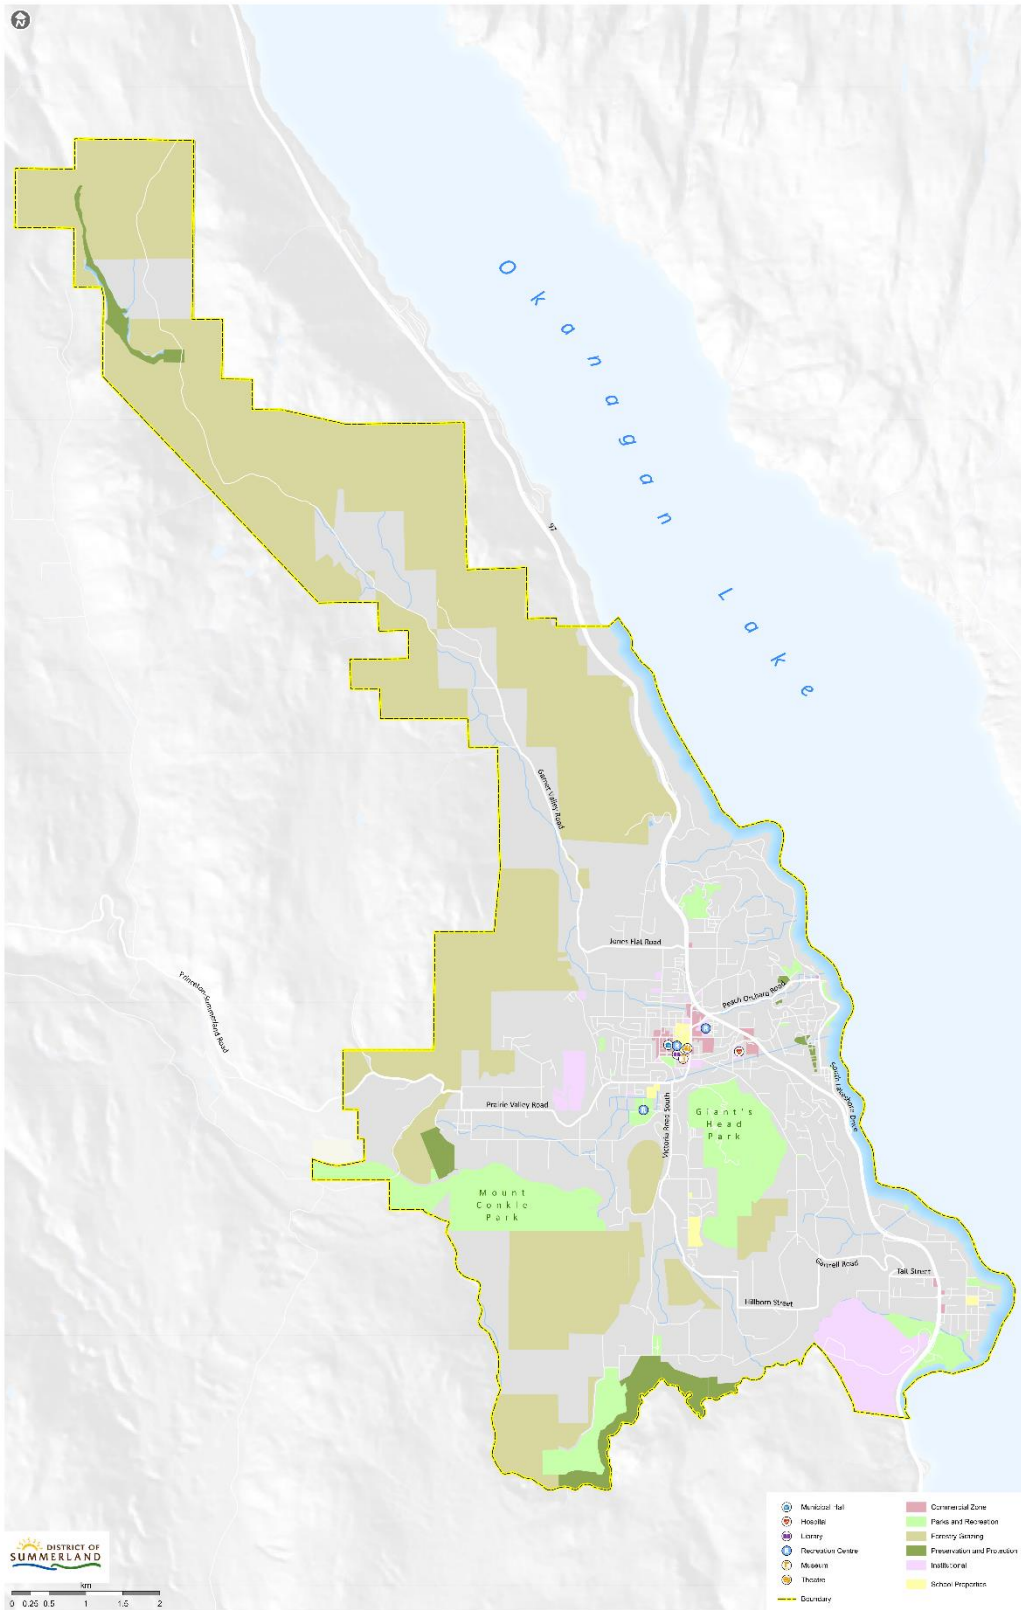 N
Okanagan Lake
97
Garnet Valley Road
Jones Flat Road
Peach Orchard Road
Princeton-Summerland Road
South Lakeshore Drive
Prairie Valley Road
Victoria Road South
Giant's
Head
Park
Mount
Conkle
Park
Gartrell Road
Tait Street
Hillborn Street
DISTRICT OF
SUMMERLAND
km
0 0.25 0.5 1 1.5 2
Municipal Hall
Hospital
Library
Recreation Centre
Museum
Theatre
Boundary
Commercial Zone
Parks and Recreation
Forestry Grazing
Preservation and Protection
Institutional
School Properties